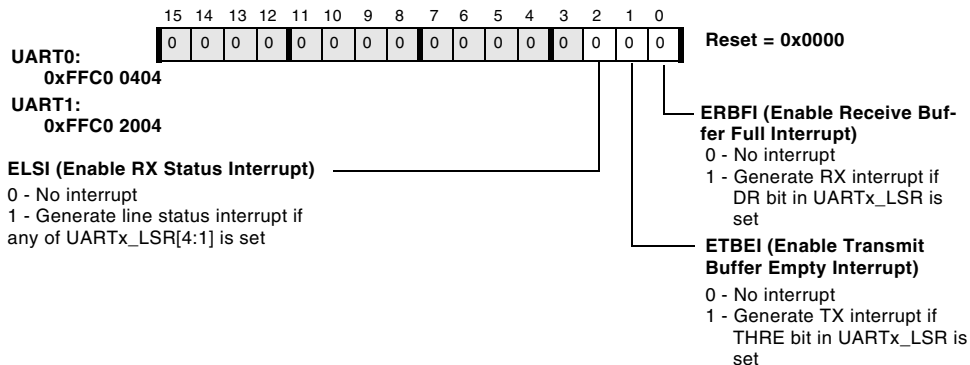 15 14 13 12 11 10 9 8 7 6 5 4 3 2 1 0
0 0 0 0 0 0 0 0 0 0 0 0 0 0 0 0
Reset = 0x0000
UART0:
0xFFC0 0404
UART1:
0xFFC0 2004
ELSI (Enable RX Status Interrupt)
0 - No interrupt
1 - Generate line status interrupt if
any of UARTx_LSR[4:1] is set
ERBFI (Enable Receive Buf-
fer Full Interrupt)
0 - No interrupt
1 - Generate RX interrupt if
DR bit in UARTx_LSR is
set
ETBEI (Enable Transmit
Buffer Empty Interrupt)
0 - No interrupt
1 - Generate TX interrupt if
THRE bit in UARTx_LSR is
set